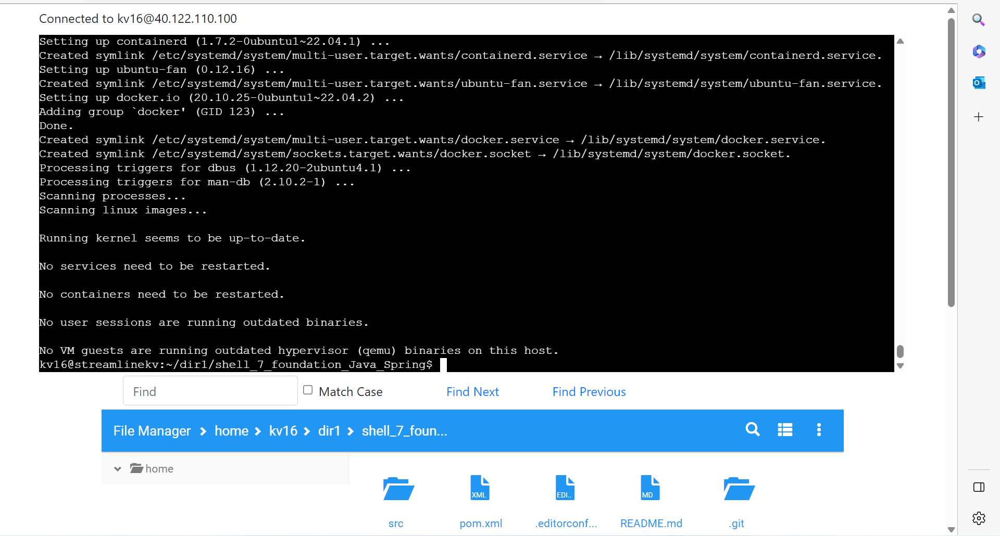 Connected to kv16@40.122.110.100
Setting up containerd (1.7.2-0ubuntu1~22.04.1) ...
Created symlink /etc/systemd/system/multi-user.target.wants/containerd.service → /lib/systemd/system/containerd.service.
Setting up ubuntu-fan (0.12.16) ...
Created symlink /etc/systemd/system/multi-user.target.wants/ubuntu-fan.service → /lib/systemd/system/ubuntu-fan.service.
Setting up docker.io (20.10.25-0ubuntu1~22.04.2) ...
Adding group `docker' (GID 123) ...
Done.
Created symlink /etc/systemd/system/multi-user.target.wants/docker.service → /lib/systemd/system/docker.service.
Created symlink /etc/systemd/system/sockets.target.wants/docker.socket → /lib/systemd/system/docker.socket.
Processing triggers for dbus (1.12.20-2ubuntu4.1) ...
Processing triggers for man-db (2.10.2-1) ...
Scanning processes...
Scanning linux images...
Running kernel seems to be up-to-date.
No services need to be restarted.
No containers need to be restarted.
No user sessions are running outdated binaries.
No VM guests are running outdated hypervisor (qemu) binaries on this host.
kv16@streamlinekv:~/dir1/shell_7_foundation_Java_Spring$
Find Match Case Find Next Find Previous
File Manager > home > kv16 > dir1 > shell_7_foun...
home
XML EDI.. MD
src pom.xml .editorconf... README.md .git